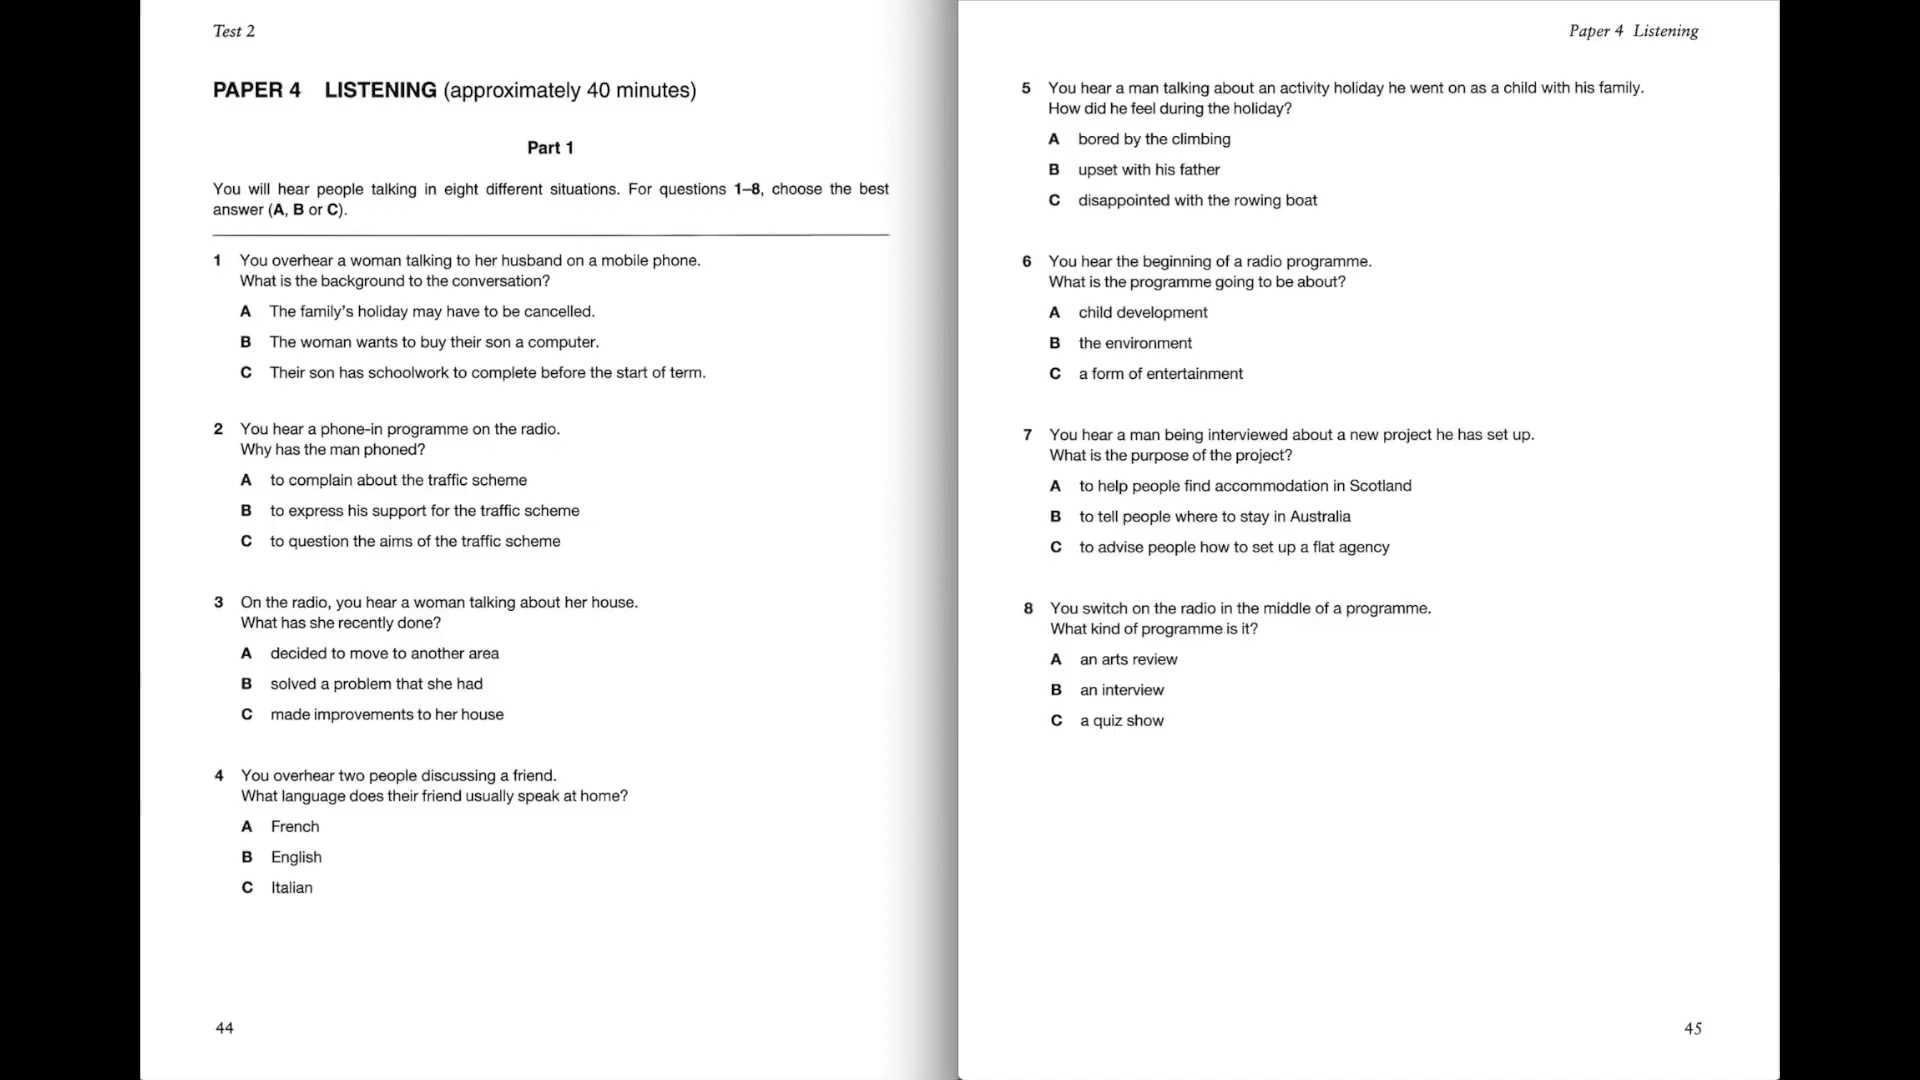 Test 2
PAPER 4 LISTENING (approximately 40 minutes)
Part 1
You will hear people talking in eight different situations. For questions 1–8, choose the best
answer (A, B or C).
1 You overhear a woman talking to her husband on a mobile phone.
What is the background to the conversation?
A The family’s holiday may have to be cancelled.
B The woman wants to buy their son a computer.
C Their son has schoolwork to complete before the start of term.
2 You hear a phone-in programme on the radio.
Why has the man phoned?
A to complain about the traffic scheme
B to express his support for the traffic scheme
C to question the aims of the traffic scheme
3 On the radio, you hear a woman talking about her house.
What has she recently done?
A decided to move to another area
B solved a problem that she had
C made improvements to her house
4 You overhear two people discussing a friend.
What language does their friend usually speak at home?
A French
B English
C Italian
44
Paper 4 Listening
5 You hear a man talking about an activity holiday he went on as a child with his family.
How did he feel during the holiday?
A bored by the climbing
B upset with his father
C disappointed with the rowing boat
6 You hear the beginning of a radio programme.
What is the programme going to be about?
A child development
B the environment
C a form of entertainment
7 You hear a man being interviewed about a new project he has set up.
What is the purpose of the project?
A to help people find accommodation in Scotland
B to tell people where to stay in Australia
C to advise people how to set up a flat agency
8 You switch on the radio in the middle of a programme.
What kind of programme is it?
A an arts review
B an interview
C a quiz show
45